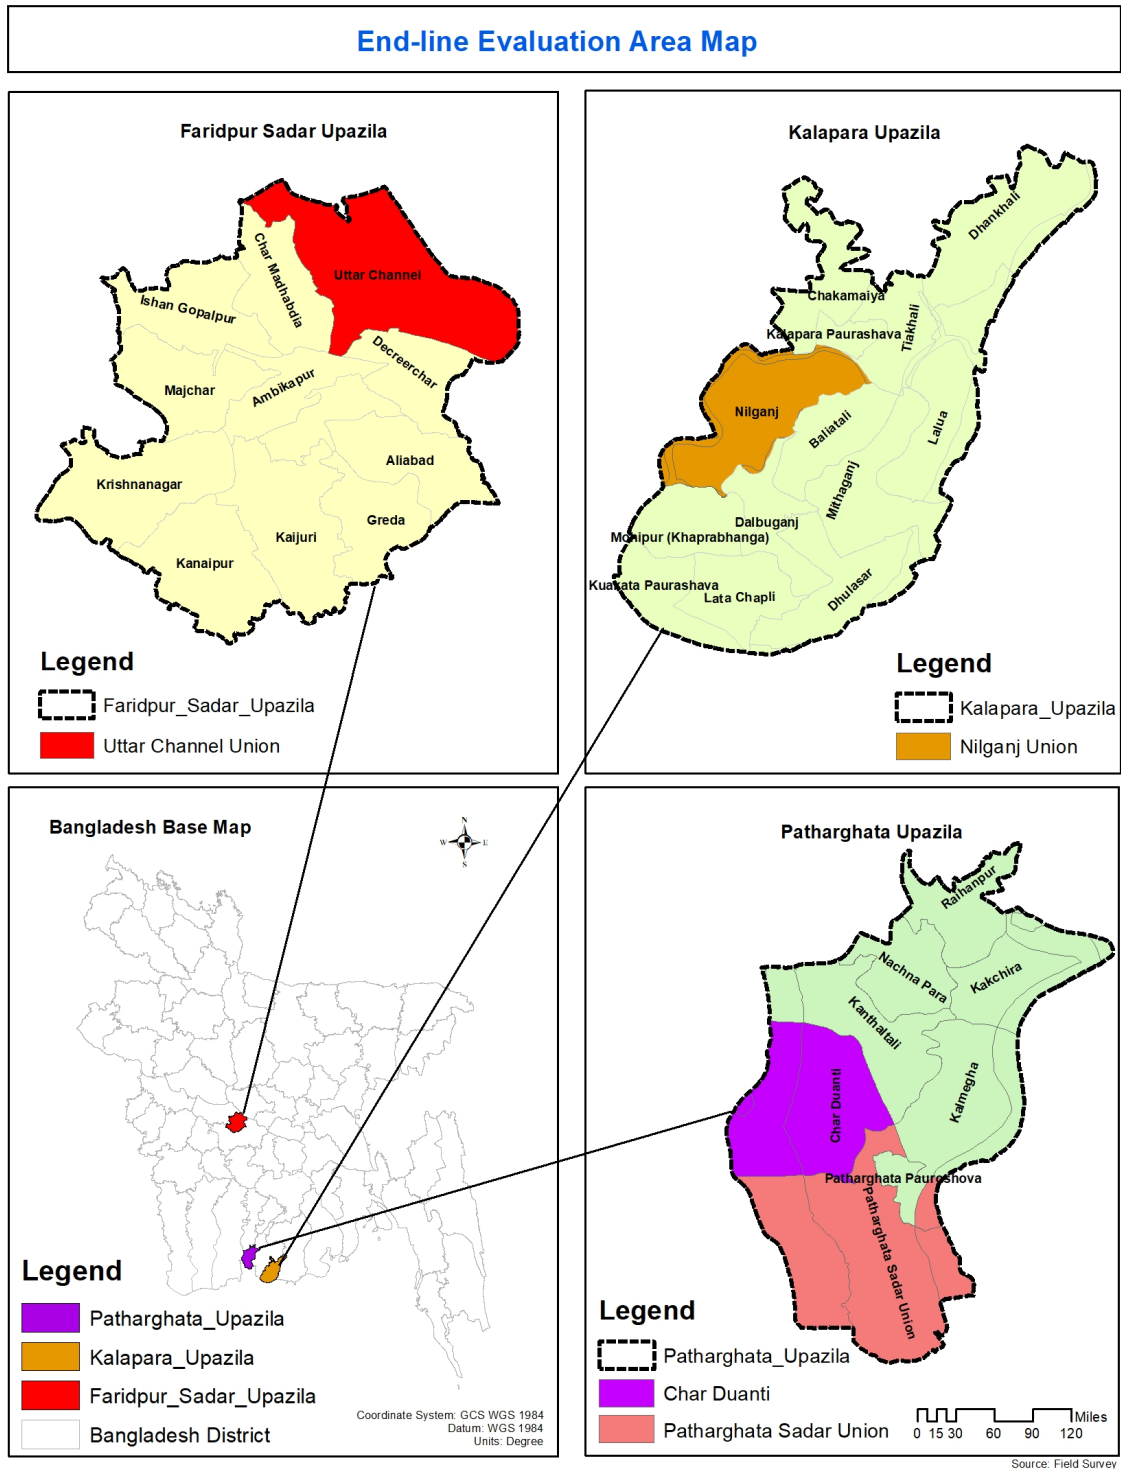 End-line Evaluation Area Map
Faridpur Sadar Upazila
Uttar Channel
Char Madhabdia
Ishan Gopalpur
Decreerchar
Ambikapur
Majchar
Aliabad
Krishnanagar
Greda
Kaijuri
Kanaipur
Legend
Faridpur_Sadar_Upazila
Uttar Channel Union
Kalapara Upazila
Dhankhali
Chakamaiya
Tiakhali
Kalapara Paurashava
Nilganj
Baliatali
Lalua
Mithaganj
Dalbuganj
Mohipur (Khaprabhanga)
Kuakata Paurashava
Lata Chapli
Dhulasar
Legend
Kalapara_Upazila
Nilganj Union
Bangladesh Base Map
N
W
E
S
Legend
Patharghata_Upazila
Kalapara_Upazila
Faridpur_Sadar_Upazila
Bangladesh District
Coordinate System: GCS WGS 1984
Datum: WGS 1984
Units: Degree
Patharghata Upazila
Raihanpur
Nachna Para
Kakchira
Kanthaltali
Kalmegha
Char Duanti
Patharghata Pauroshova
Patharghata Sadar Union
Legend
Patharghata_Upazila
Char Duanti
Patharghata Sadar Union
Miles
0 15 30 60 90 120
Source: Field Survey